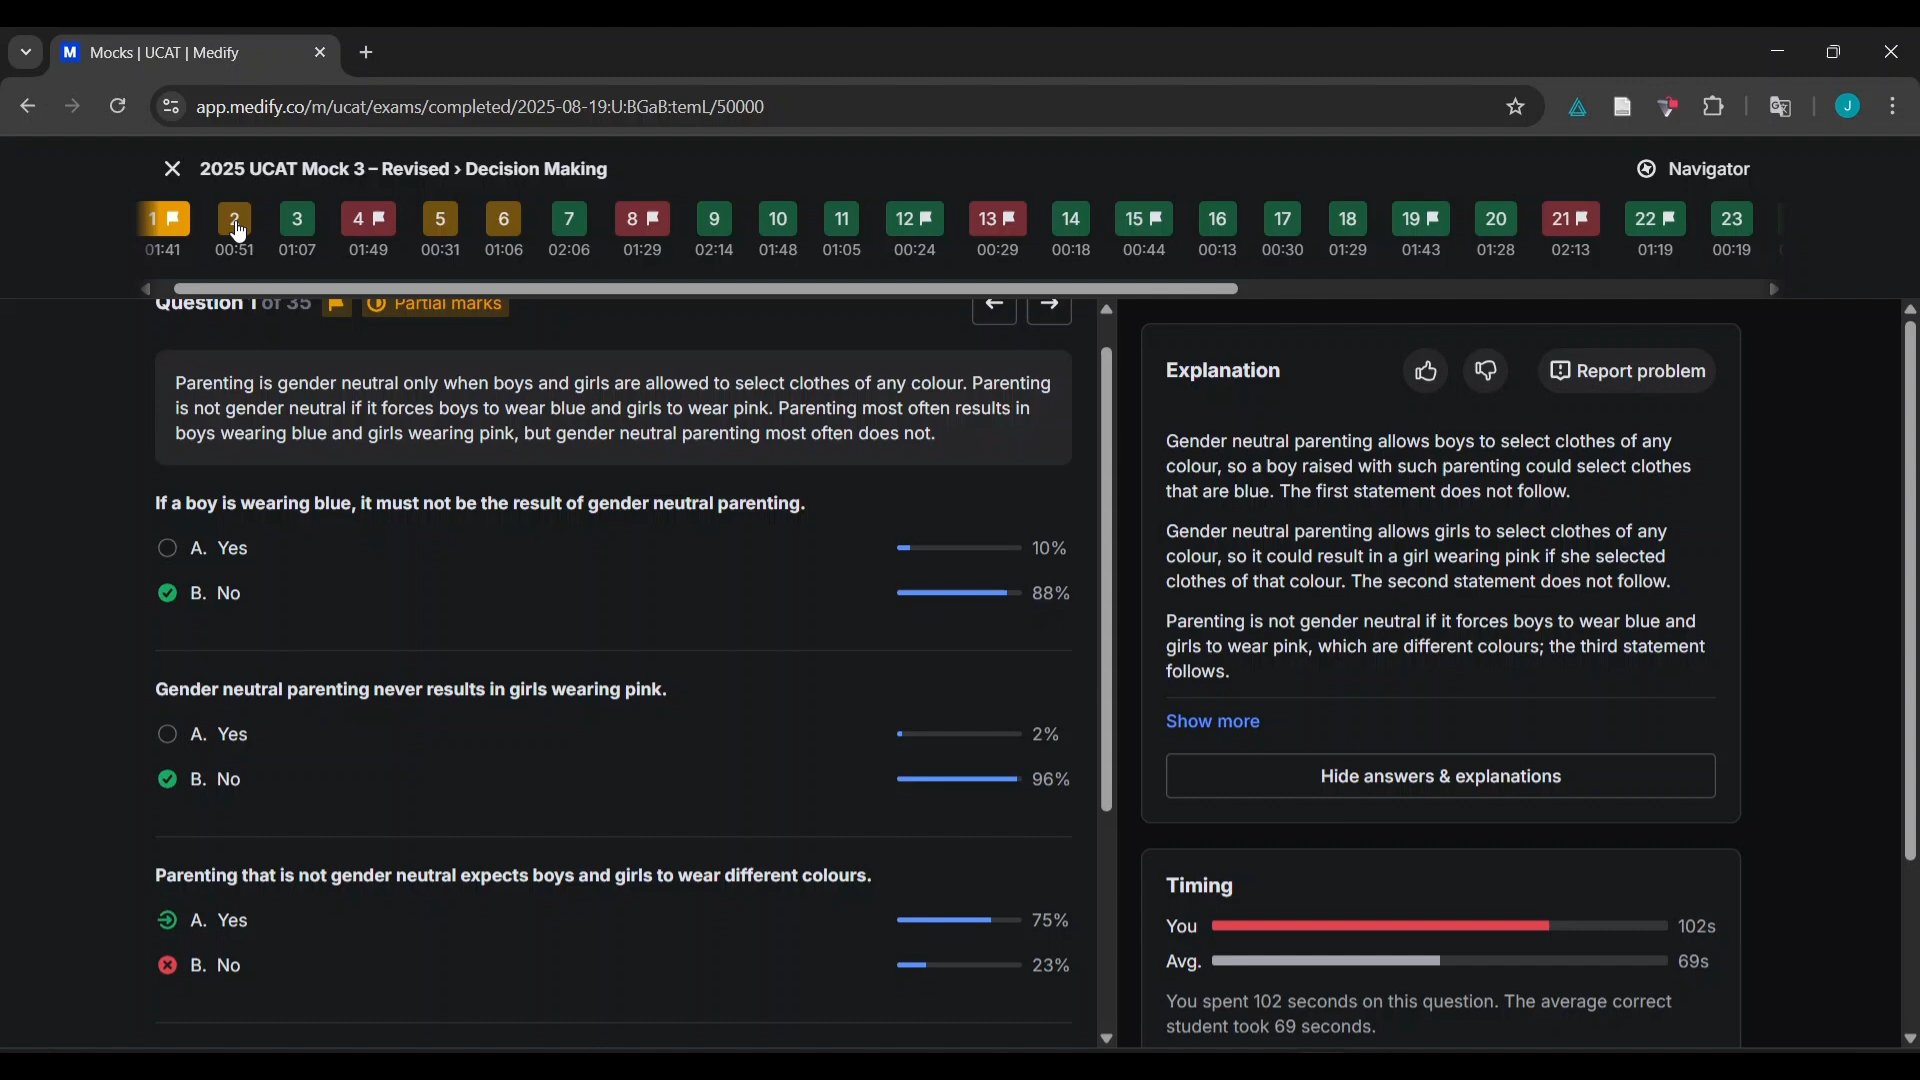 Mocks | UCAT | Medify
app.medify.co/m/ucat/exams/completed/2025-08-19:U:BGaB:temL/50000
J
2025 UCAT Mock 3 – Revised › Decision Making
Navigator
1 2 3 4 5 6 7 8 9 10 11 12 13 14 15 16 17 18 19 20 21 22 23
01:41 00:51 01:07 01:49 00:31 01:06 02:06 01:29 02:14 01:48 01:05 00:24 00:29 00:18 00:44 00:13 00:30 01:29 01:43 01:28 02:13 01:19 00:19
Question 1 of 35 Partial marks
Parenting is gender neutral only when boys and girls are allowed to select clothes of any colour. Parenting
is not gender neutral if it forces boys to wear blue and girls to wear pink. Parenting most often results in
boys wearing blue and girls wearing pink, but gender neutral parenting most often does not.
If a boy is wearing blue, it must not be the result of gender neutral parenting.
A. Yes 10%
B. No 88%
Gender neutral parenting never results in girls wearing pink.
A. Yes 2%
B. No 96%
Parenting that is not gender neutral expects boys and girls to wear different colours.
A. Yes 75%
B. No 23%
Explanation
Report problem
Gender neutral parenting allows boys to select clothes of any
colour, so a boy raised with such parenting could select clothes
that are blue. The first statement does not follow.
Gender neutral parenting allows girls to select clothes of any
colour, so it could result in a girl wearing pink if she selected
clothes of that colour. The second statement does not follow.
Parenting is not gender neutral if it forces boys to wear blue and
girls to wear pink, which are different colours; the third statement
follows.
Show more
Hide answers & explanations
Timing
You 102s
Avg. 69s
You spent 102 seconds on this question. The average correct
student took 69 seconds.